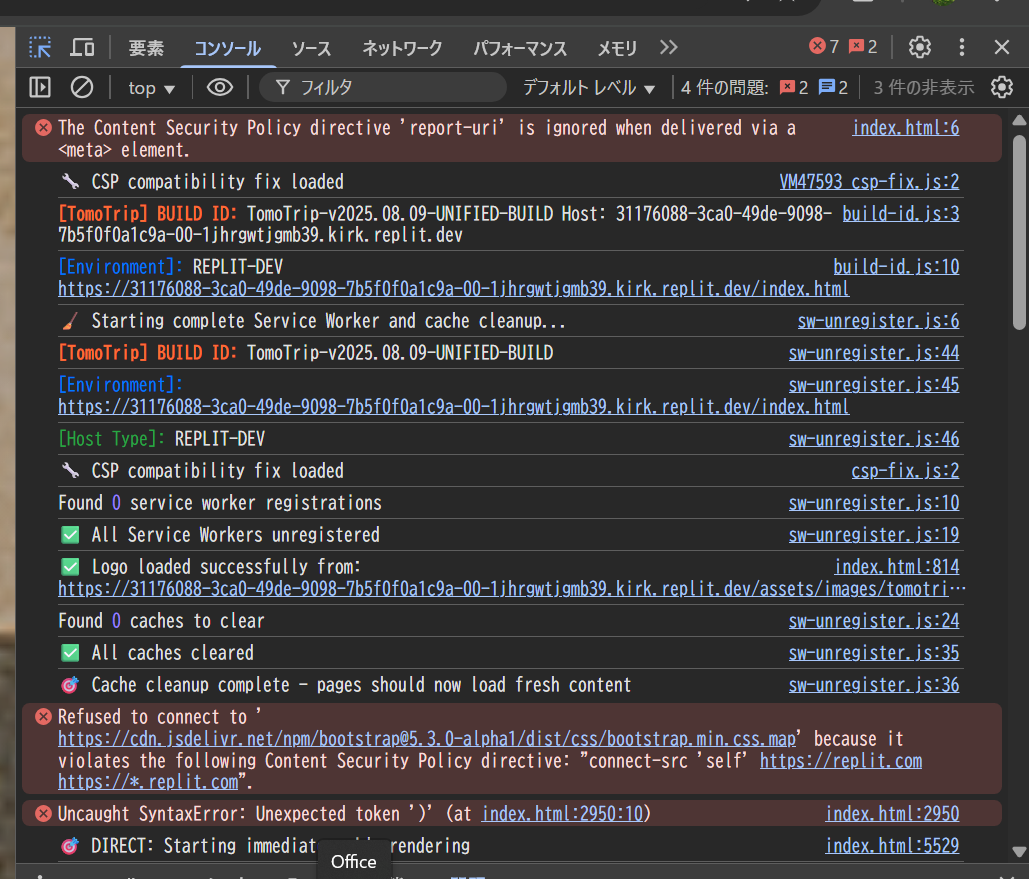 要素 コンソール ソース ネットワーク パフォーマンス メモリ 7 2
top フィルタ デフォルト レベル 4 件の問題: 2 2 3 件の非表示
The Content Security Policy directive 'report-uri' is ignored when delivered via a index.html:6
<meta> element.
CSP compatibility fix loaded VM47593 csp-fix.js:2
[TomoTrip] BUILD ID: TomoTrip-v2025.08.09-UNIFIED-BUILD Host: 31176088-3ca0-49de-9098- build-id.js:3
7b5f0f0a1c9a-00-1jhrgwtjgmb39.kirk.replit.dev
[Environment]: REPLIT-DEV build-id.js:10
https://31176088-3ca0-49de-9098-7b5f0f0a1c9a-00-1jhrgwtjgmb39.kirk.replit.dev/index.html
Starting complete Service Worker and cache cleanup... sw-unregister.js:6
[TomoTrip] BUILD ID: TomoTrip-v2025.08.09-UNIFIED-BUILD sw-unregister.js:44
[Environment]: sw-unregister.js:45
https://31176088-3ca0-49de-9098-7b5f0f0a1c9a-00-1jhrgwtjgmb39.kirk.replit.dev/index.html
[Host Type]: REPLIT-DEV sw-unregister.js:46
CSP compatibility fix loaded csp-fix.js:2
Found 0 service worker registrations sw-unregister.js:10
All Service Workers unregistered sw-unregister.js:19
Logo loaded successfully from: index.html:814
https://31176088-3ca0-49de-9098-7b5f0f0a1c9a-00-1jhrgwtjgmb39.kirk.replit.dev/assets/images/tomotri…
Found 0 caches to clear sw-unregister.js:24
All caches cleared sw-unregister.js:35
Cache cleanup complete - pages should now load fresh content sw-unregister.js:36
Refused to connect to '
https://cdn.jsdelivr.net/npm/bootstrap@5.3.0-alpha1/dist/css/bootstrap.min.css.map' because it
violates the following Content Security Policy directive: "connect-src 'self' https://replit.com
https://*.replit.com".
Uncaught SyntaxError: Unexpected token ')' (at index.html:2950:10) index.html:2950
DIRECT: Starting immediat rendering index.html:5529
Office